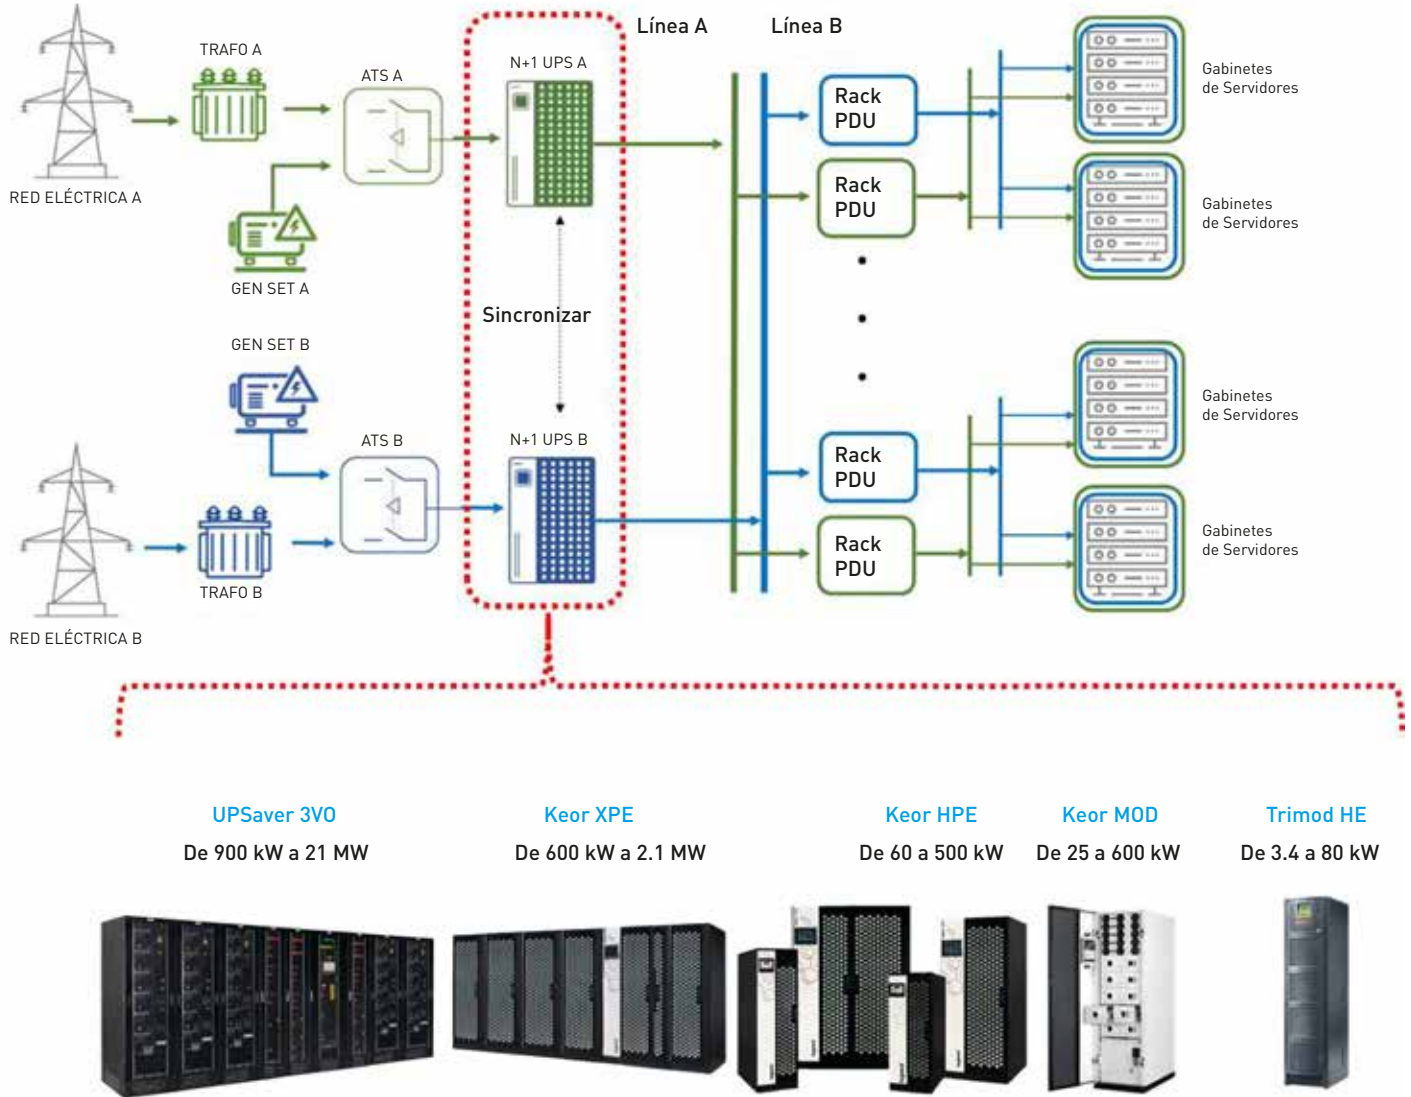 Línea A
Línea B
TRAFO A
ATS A
N+1 UPS A
RED ELÉCTRICA A
GEN SET A
Sincronizar
GEN SET B
ATS B
N+1 UPS B
TRAFO B
RED ELÉCTRICA B
Rack
PDU
Rack
PDU
Rack
PDU
Rack
PDU
Gabinetes
de Servidores
Gabinetes
de Servidores
Gabinetes
de Servidores
Gabinetes
de Servidores
UPSaver 3VO
De 900 kW a 21 MW
Keor XPE
De 600 kW a 2.1 MW
Keor HPE
De 60 a 500 kW
Keor MOD
De 25 a 600 kW
Trimod HE
De 3.4 a 80 kW